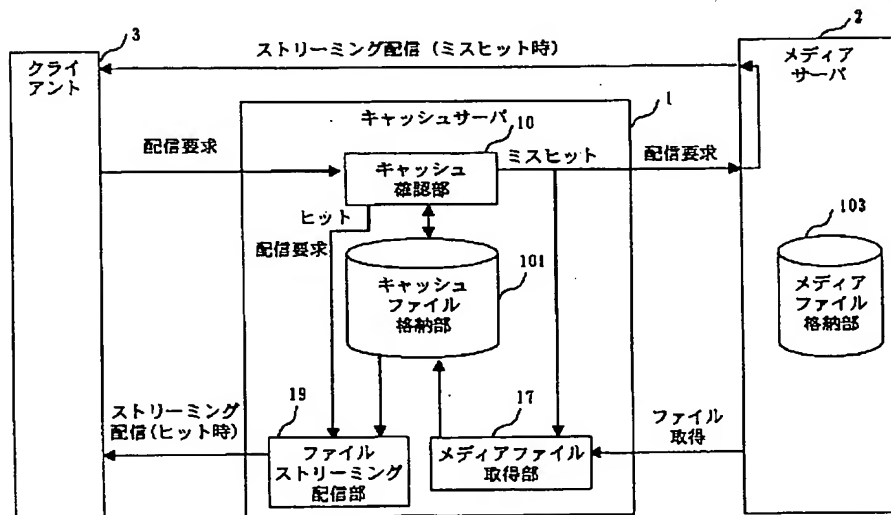 3
クライ
アント
ストリーミング配信(ミスヒット時)
2
メディア
サーバ
1
キャッシュサーバ
10
配信要求
キャッシュ
確認部
ミスヒット
配信要求
ヒット
配信要求
101
キャッシュ
ファイル
格納部
103
メディア
ファイル
格納部
ストリーミング
配信(ヒット時)
19
ファイル
ストリーミング
配信部
17
メディアファイル
取得部
ファイル
取得